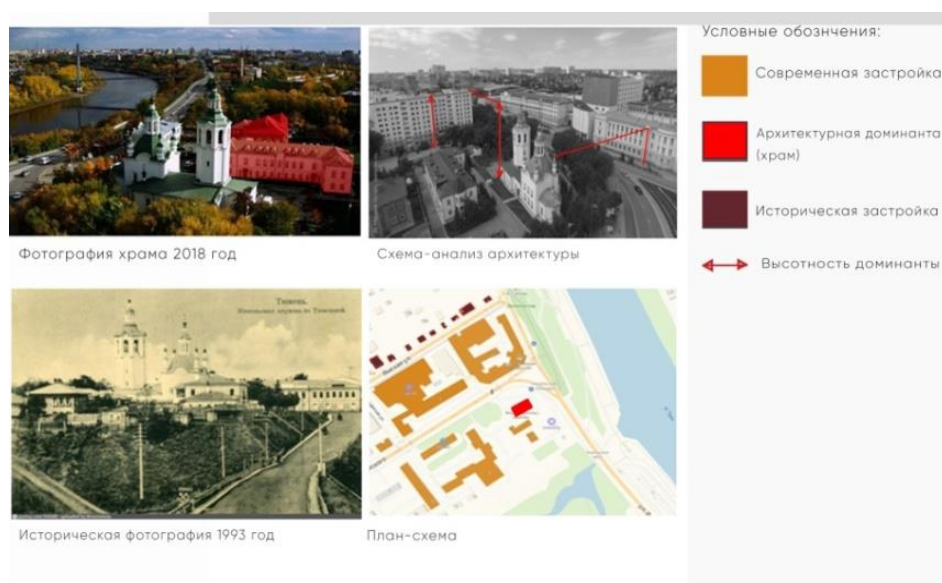 Условные обозначения:
Современная застройка
Архитектурная доминанта
(храм)
Историческая застройка
Высотность доминанты
Фотография храма 2018 год
Схема-анализ архитектуры
Тюмень.
Историческая фотография 1993 год
План-схема